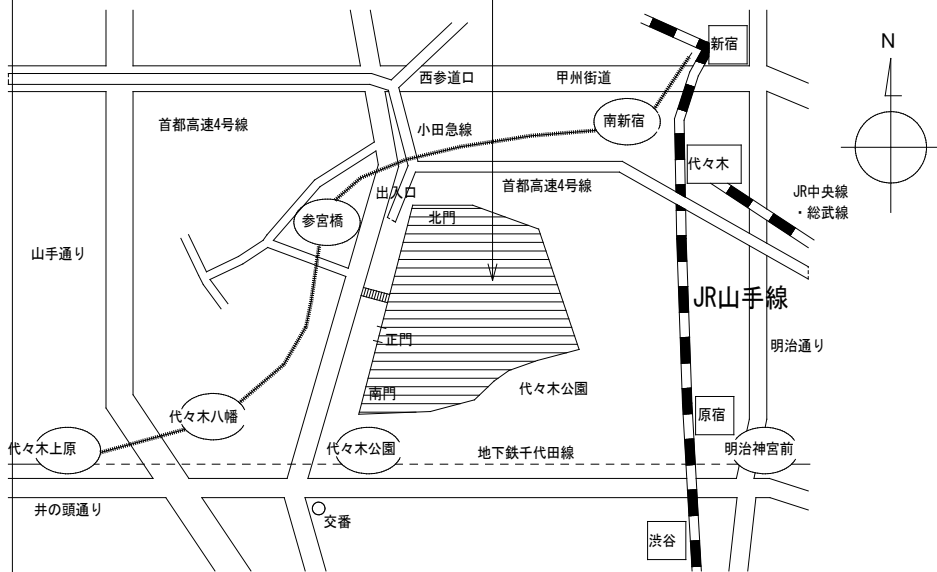 新宿
N
西参道口
甲州街道
首都高速4号線
小田急線
南新宿
代々木
出入口
首都高速4号線
JR中央線
・総武線
北門
参宮橋
山手通り
JR山手線
正門
明治通り
南門
代々木公園
代々木八幡
原宿
代々木上原
代々木公園
地下鉄千代田線
明治神宮前
井の頭通り
交番
渋谷